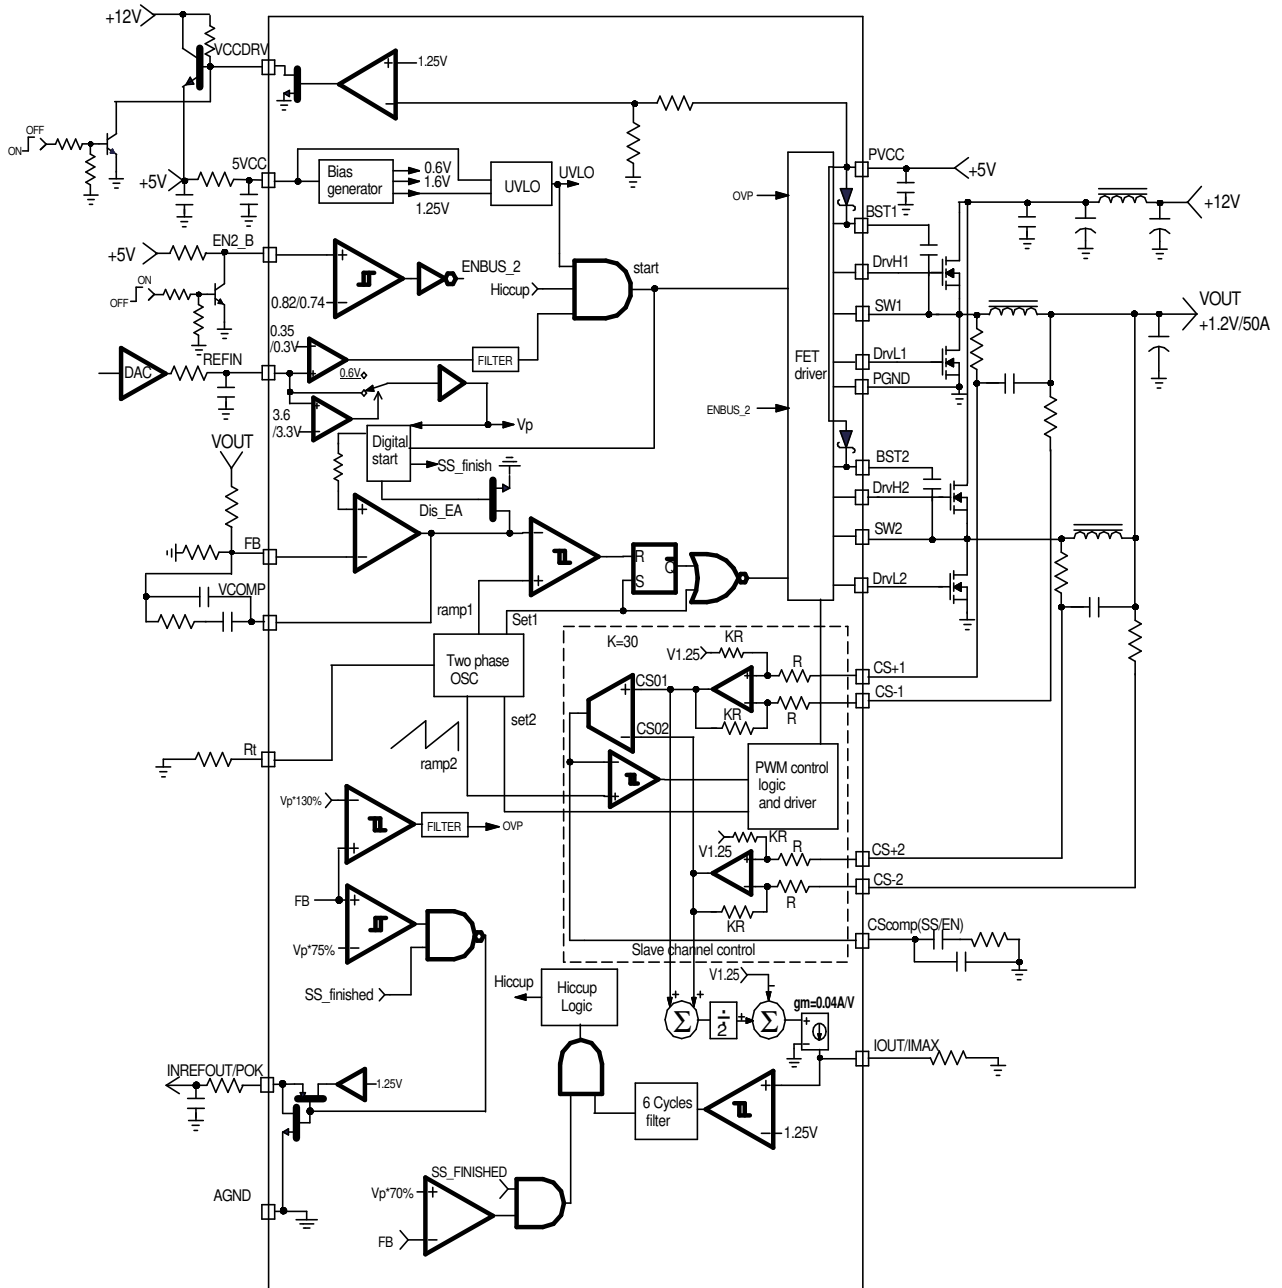 +12V
VCCDRV
1.25V
+
−
OFF
ON
5VCC
+5V
Bias
generator
0.6V
1.6V
1.25V
UVLO
UVLO
PVCC
+5V
OVP
BST1
+12V
EN2_B
+5V
ON
OFF
0.82/0.74
+
−
ENBUS_2
Hiccup
start
DrvH1
SW1
VOUT
+1.2V/50A
0.35
/0.3V
FILTER
REFIN
DAC
0.6V
FET
driver
DrvL1
PGND
3.6
/3.3V
Vp
ENBUS_2
VOUT
Digital
start
SS_finish
BST2
DrvH2
Dis_EA
SW2
FB
+
−
−
+
R
S
Q
DrvL2
VCOMP
ramp1
Set1
K=30
Two phase
OSC
KR
V1.25
R
CS+1
CS01
R
CS-1
KR
set2
CS02
Rt
ramp2
PWM control
logic
and driver
Vp*130%
FILTER
OVP
KR
V1.25
R
CS+2
CS-2
R
FB
KR
CScomp(SS/EN)
Vp*75%
Slave channel control
SS_finished
Hiccup
Hiccup
Logic
V1.25
gm=0.04A/V
+
+
−
Σ
÷
2
+
Σ
+
−
IOUT/IMAX
INREFOUT/POK
1.25V
6 Cycles
filter
+
−
1.25V
SS_FINISHED
AGND
Vp*70%
+
FB
−